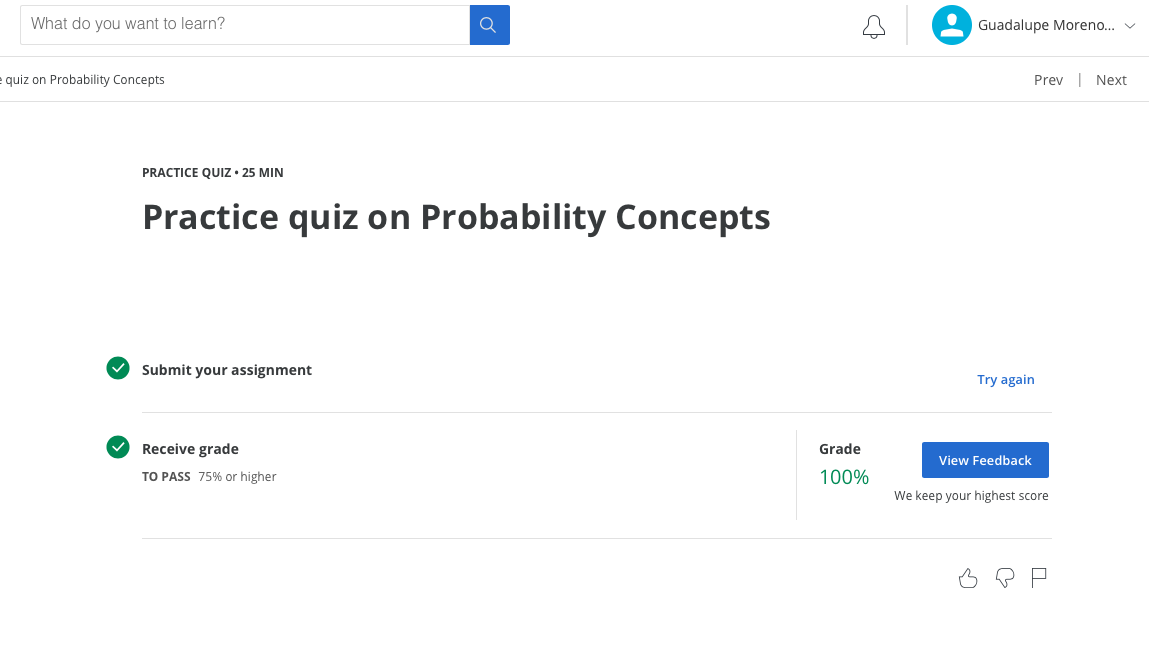 What do you want to learn?
Guadalupe Moreno...
e quiz on Probability Concepts
Prev | Next
PRACTICE QUIZ • 25 MIN
Practice quiz on Probability Concepts
Submit your assignment
Try again
Receive grade
TO PASS 75% or higher
Grade
100%
View Feedback
We keep your highest score